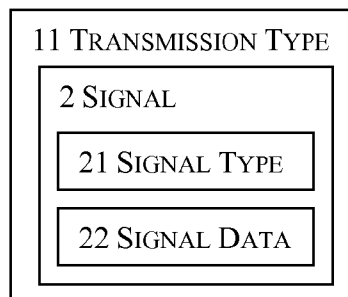 11 TRANSMISSION TYPE
2 SIGNAL
21 SIGNAL TYPE
22 SIGNAL DATA